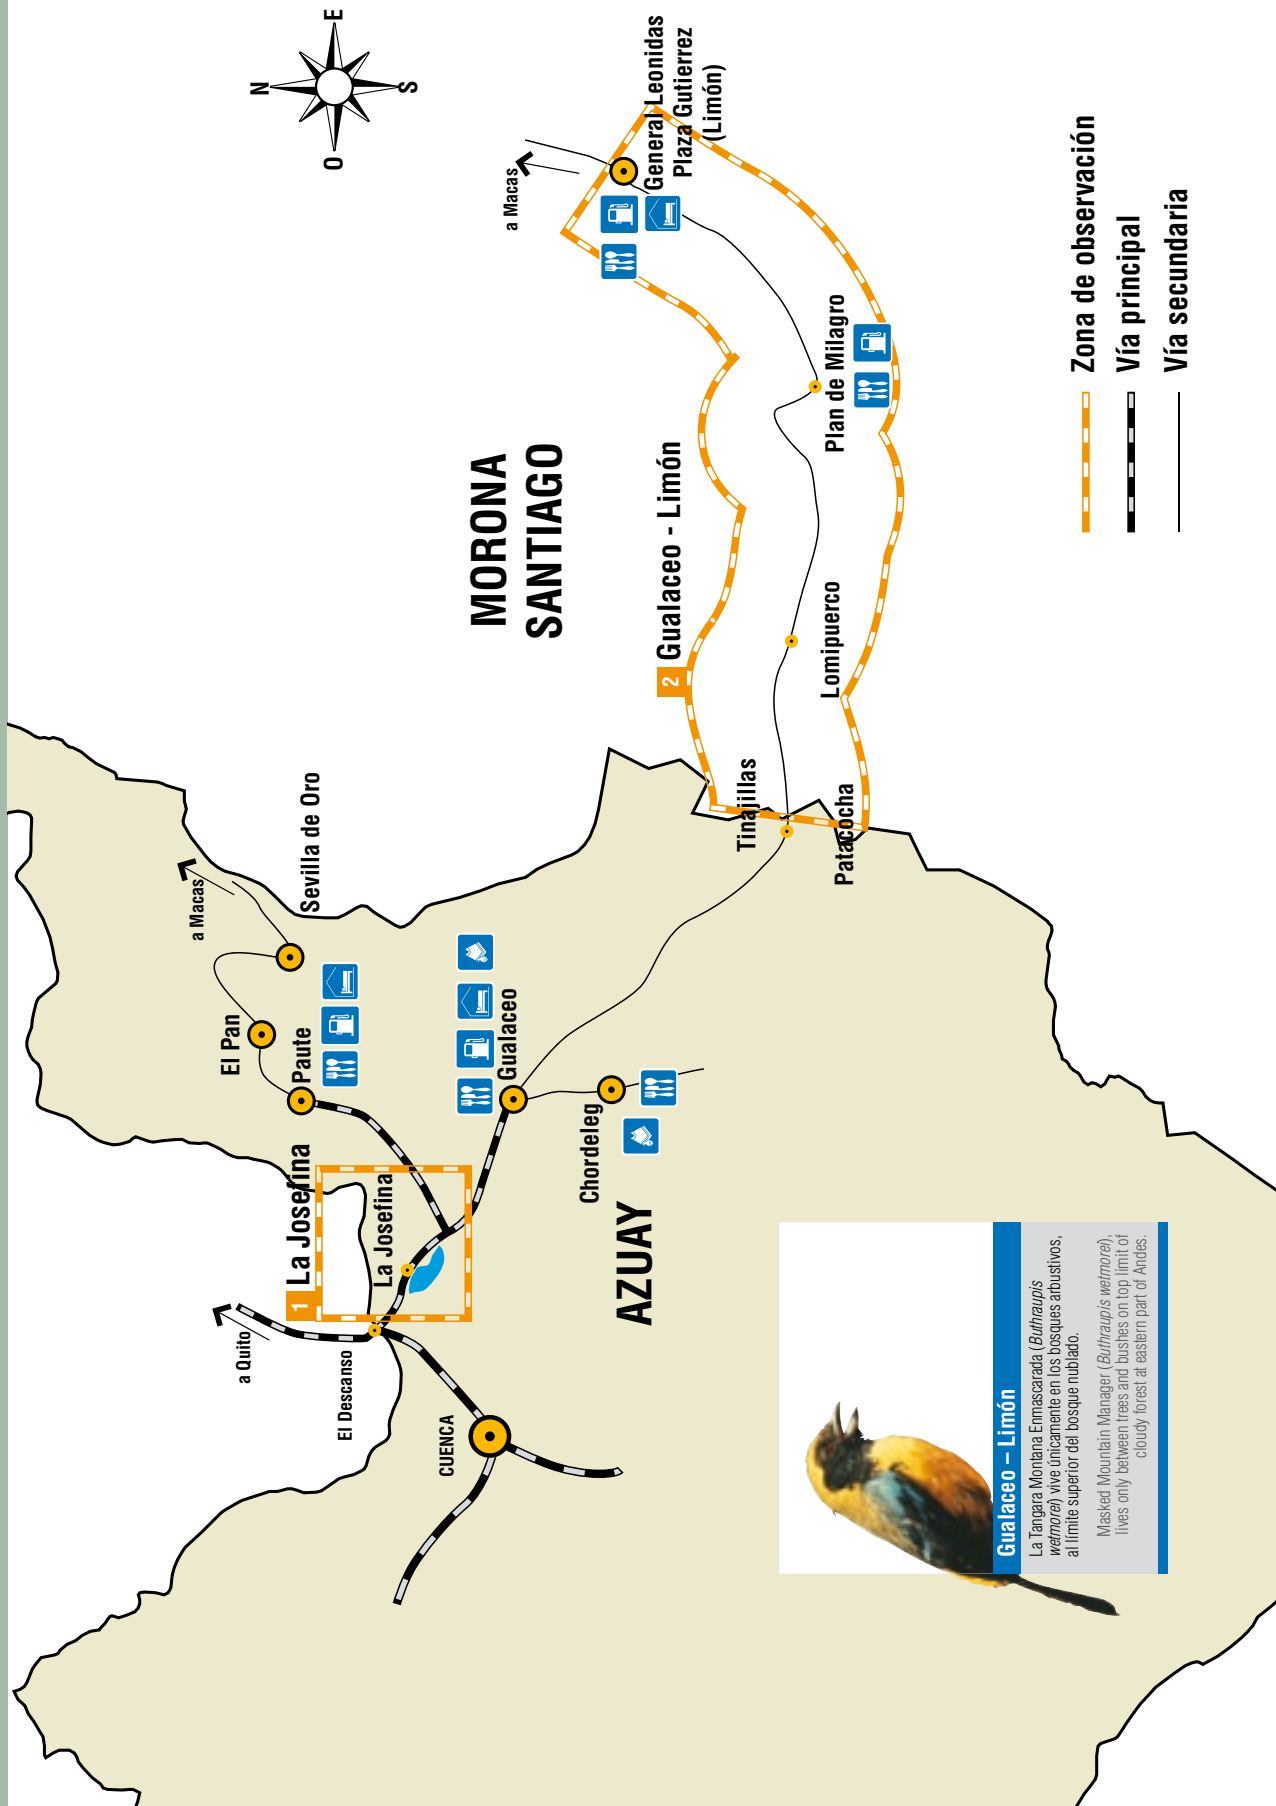 N
E
S
O
a Macas
Sevilla de Oro
El Pan
Paute
1
La Josefina
La Josefina
a Quito
El Descanso
CUENCA
Gualaceo
Chordeleg
AZUAY
MORONA
SANTIAGO
2
Gualaceo - Limón
Tinajillas
Patacocha
Lomipuerco
Plan de Milagro
a Macas
General Leonidas
Plaza Gutierrez
(Limón)
Zona de observación
Vía principal
Vía secundaria
Gualaceo – Limón
La Tangara Montana Enmascarada (Buthraupis
wetmorei) vive únicamente en los bosques arbustivos,
al límite superior del bosque nublado.
Masked Mountain Manager (Buthraupis wetmorei),
lives only between trees and bushes on top limit of
cloudy forest at eastern part of Andes.